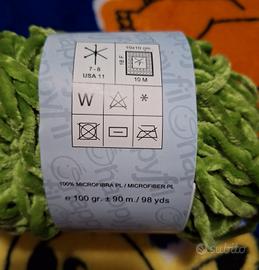 10x10 cm
7 - 8
USA 11
10 M
W
100% MICROFIBRA PL / MICROFIBER PL
e 100 gr. ± 90 m. / 98 yds
subito